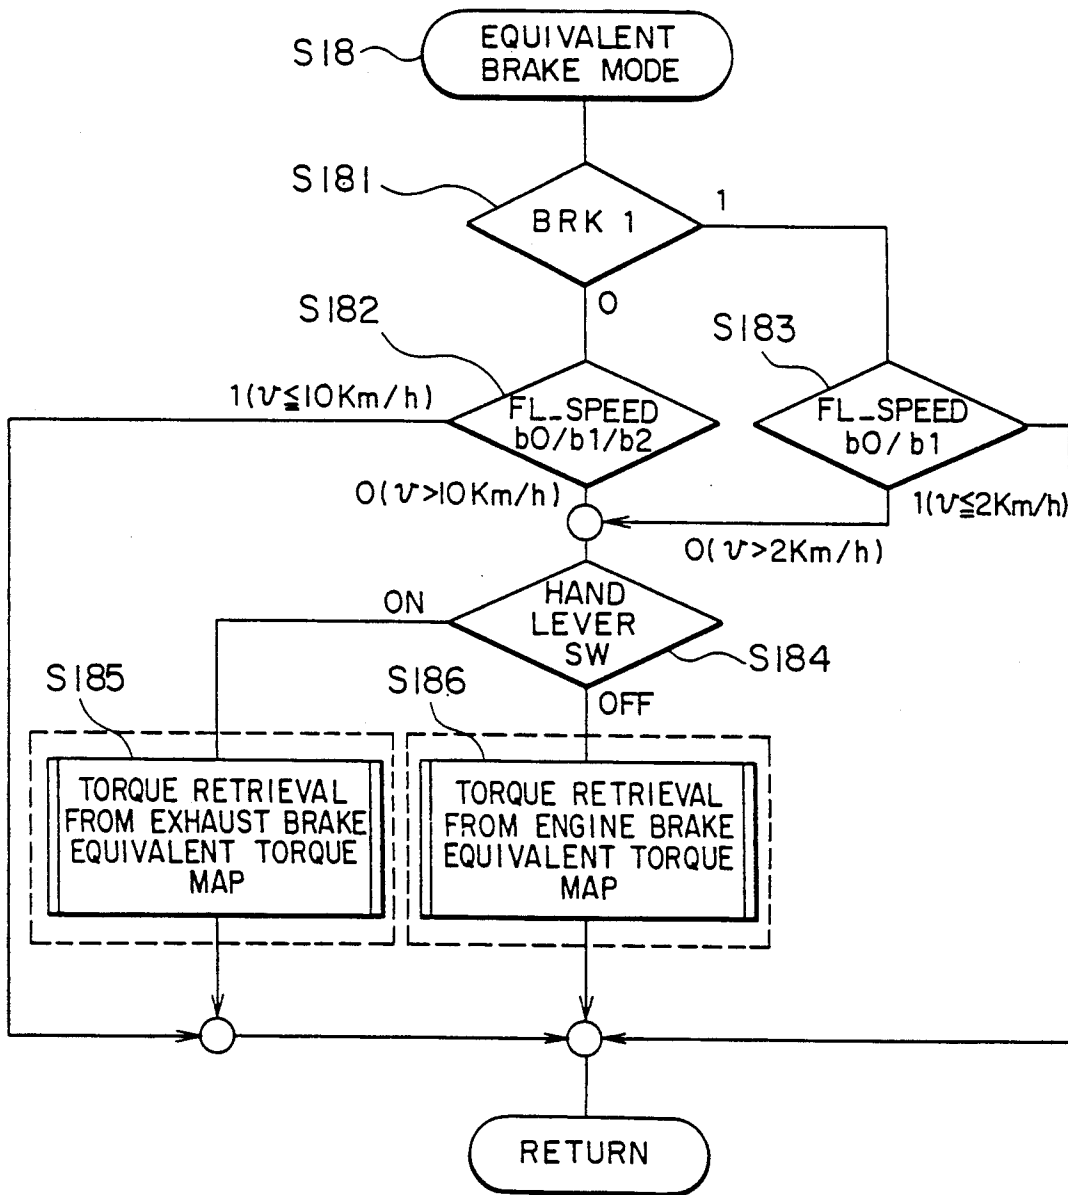 S18
EQUIVALENT
BRAKE MODE
S181
BRK 1
1
0
S182
S183
1(v≦10Km/h)
FL_SPEED
b0/b1/b2
FL_SPEED
b0/b1
0(v>10Km/h)
1(v≦2Km/h)
0(v>2Km/h)
ON
HAND
LEVER
SW
S184
S185
S186
OFF
TORQUE RETRIEVAL
FROM EXHAUST BRAKE
EQUIVALENT TORQUE
MAP
TORQUE RETRIEVAL
FROM ENGINE BRAKE
EQUIVALENT TORQUE
MAP
RETURN